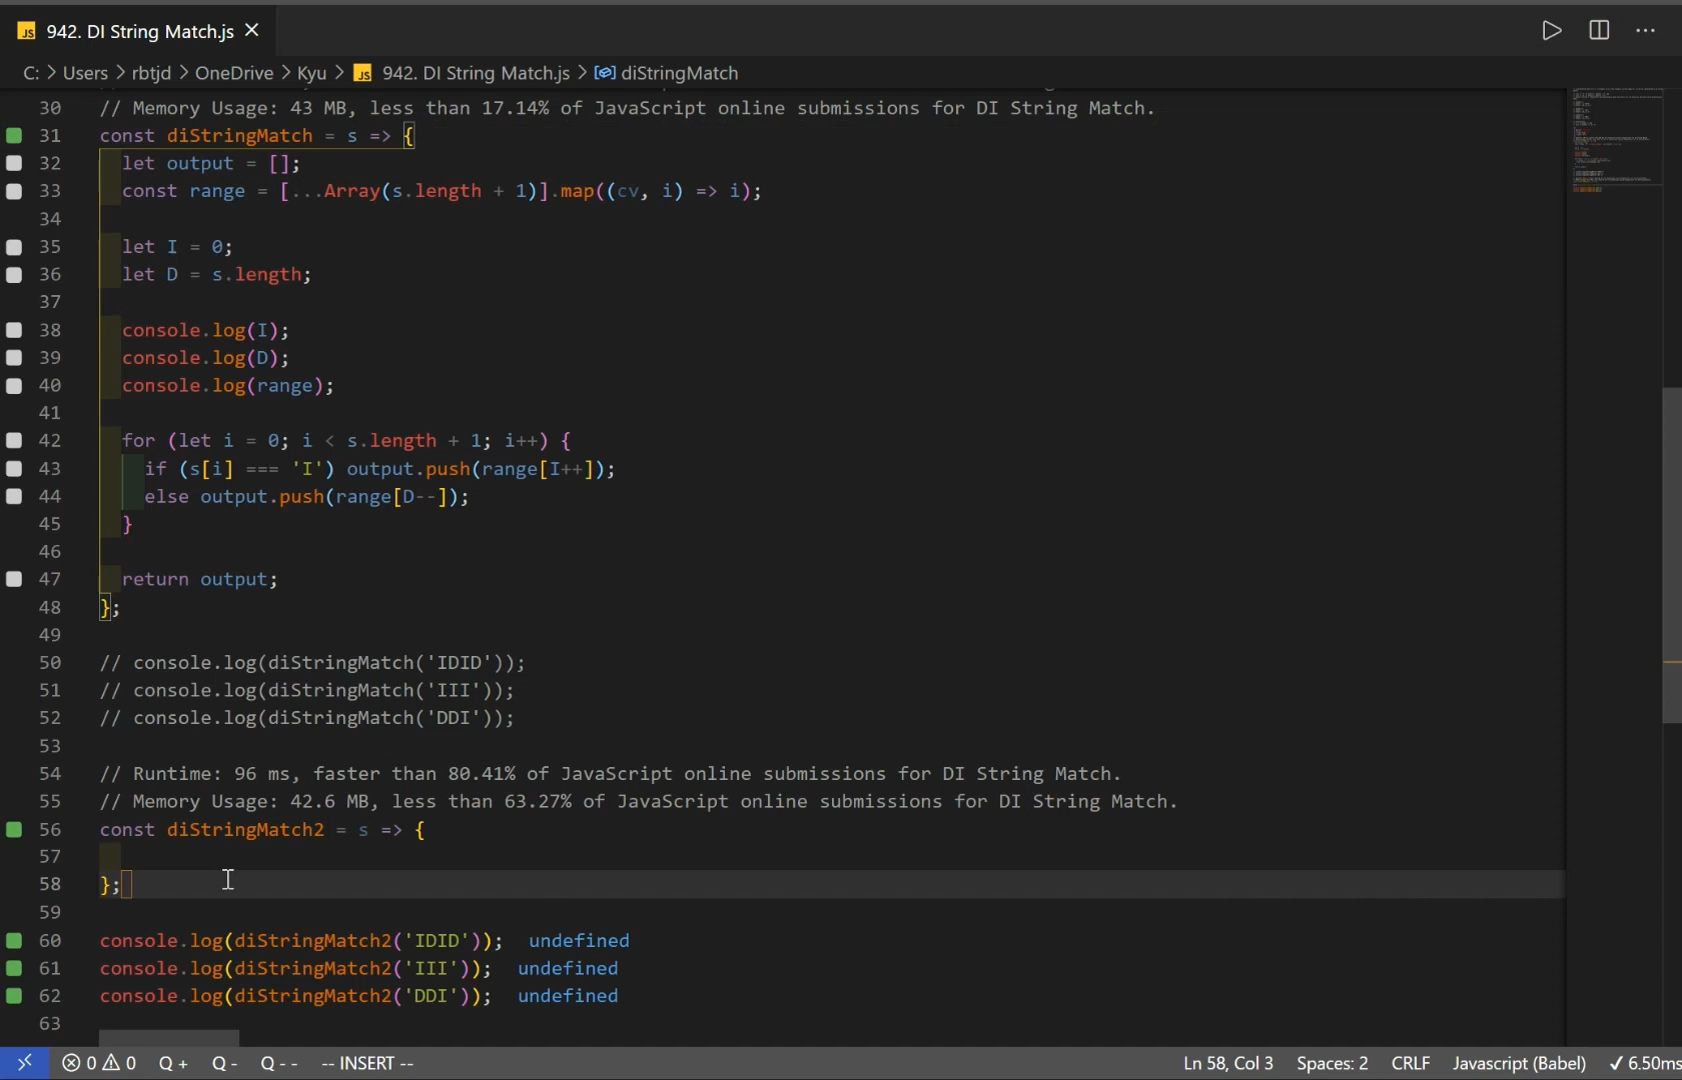 JS 942. DI String Match.js ×
C: > Users > rbtjd > OneDrive > Kyu > JS 942. DI String Match.js > diStringMatch
30 // Memory Usage: 43 MB, less than 17.14% of JavaScript online submissions for DI String Match.
31 const diStringMatch = s => {
32 let output = [];
33 const range = [...Array(s.length + 1)].map((cv, i) => i);
34
35 let I = 0;
36 let D = s.length;
37
38 console.log(I);
39 console.log(D);
40 console.log(range);
41
42 for (let i = 0; i < s.length + 1; i++) {
43 if (s[i] === 'I') output.push(range[I++]);
44 else output.push(range[D--]);
45 }
46
47 return output;
48 };
49
50 // console.log(diStringMatch('IDID'));
51 // console.log(diStringMatch('III'));
52 // console.log(diStringMatch('DDI'));
53
54 // Runtime: 96 ms, faster than 80.41% of JavaScript online submissions for DI String Match.
55 // Memory Usage: 42.6 MB, less than 63.27% of JavaScript online submissions for DI String Match.
56 const diStringMatch2 = s => {
57
58 };
59
60 console.log(diStringMatch2('IDID')); undefined
61 console.log(diStringMatch2('III')); undefined
62 console.log(diStringMatch2('DDI')); undefined
63
0 0 Q + Q - Q - - -- INSERT -- Ln 58, Col 3 Spaces: 2 CRLF Javascript (Babel) ✓ 6.50ms